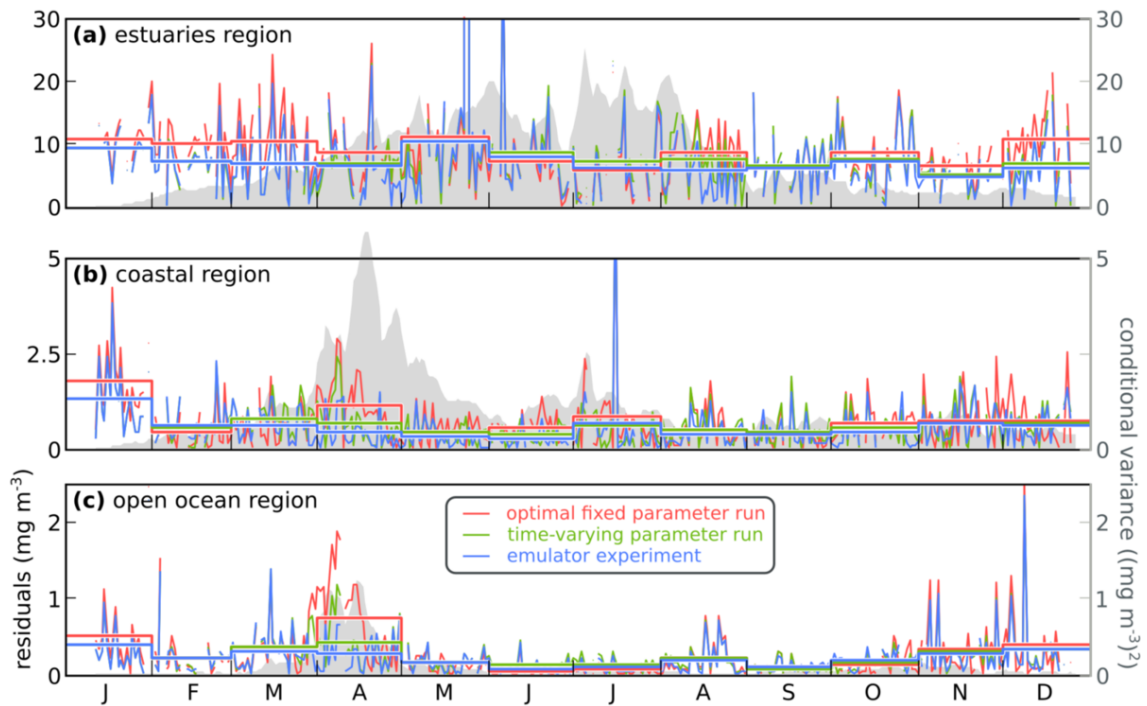 30
20
10
0
(a) estuaries region
30
20
10
0
5
2.5
0
(b) coastal region
5
0
2
1
0
(c) open ocean region
2
1
0
optimal fixed parameter run
time-varying parameter run
emulator experiment
residuals (mg m⁻³)
conditional variance ((mg m⁻³)²)
J F M A M J J A S O N D